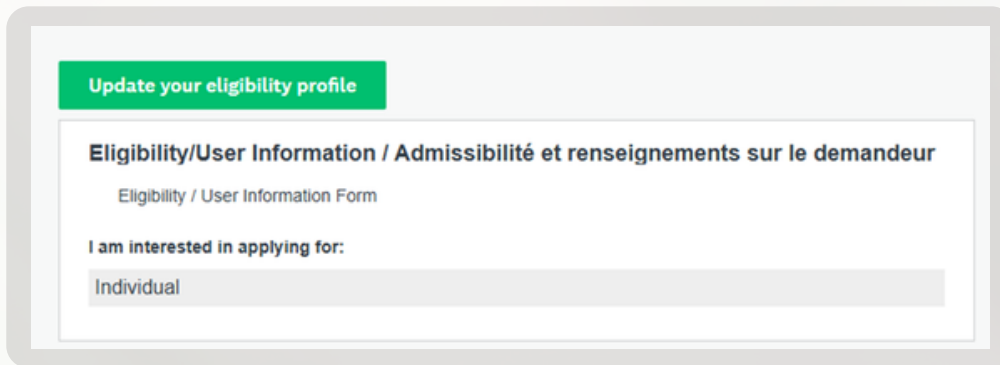 Update your eligibility profile
Eligibility/User Information / Admissibilité et renseignements sur le demandeur
Eligibility / User Information Form
I am interested in applying for:
Individual